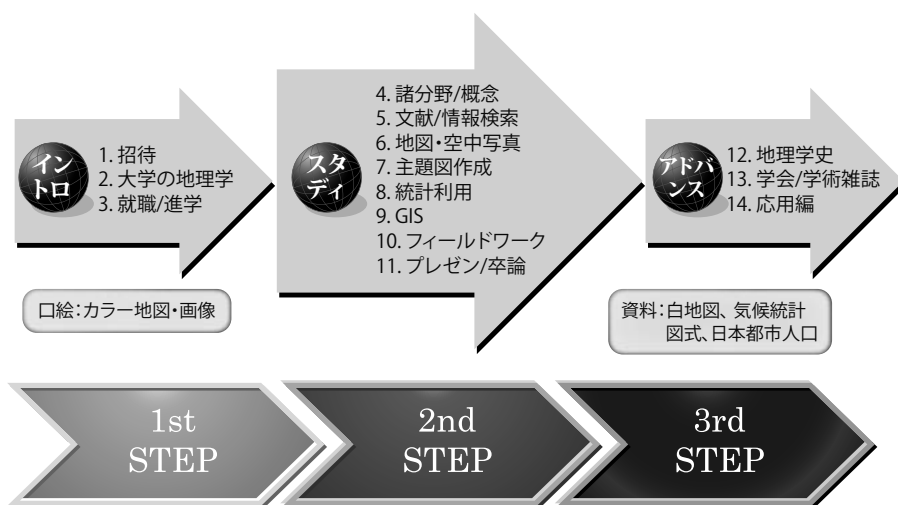 イン
トロ
1. 招待
2. 大学の地理学
3. 就職/進学
口絵:カラー地図・画像
スタ
ディ
4. 諸分野/概念
5. 文献/情報検索
6. 地図・空中写真
7. 主題図作成
8. 統計利用
9. GIS
10. フィールドワーク
11. プレゼン/卒論
アドバ
ンス
12. 地理学史
13. 学会/学術雑誌
14. 応用編
資料:白地図、気候統計
図式、日本都市人口
1st
STEP
2nd
STEP
3rd
STEP